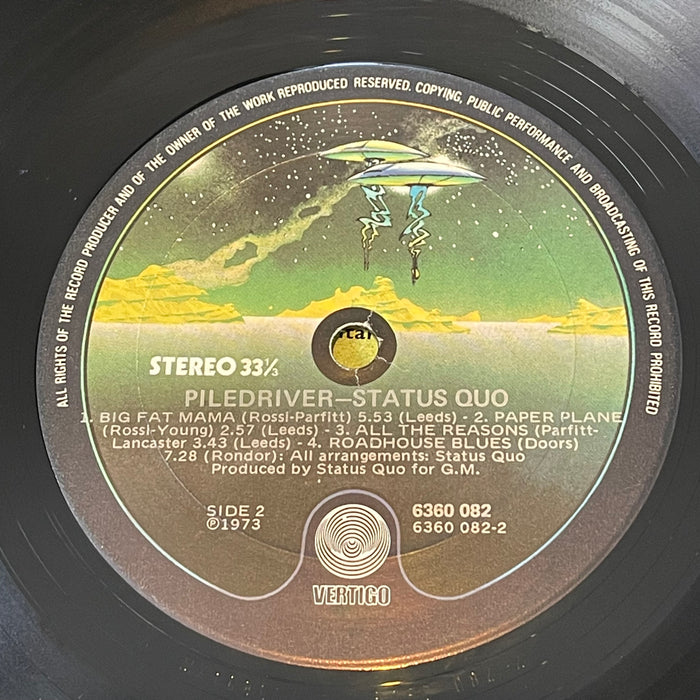 ALL RIGHTS OF THE RECORD PRODUCER AND OF THE OWNER OF THE WORK REPRODUCED RESERVED. COPYING, PUBLIC PERFORMANCE AND BROADCASTING OF THIS RECORD PROHIBITED
STEREO 33⅓
PILEDRIVER—STATUS QUO
1. BIG FAT MAMA (Rossi-Parfitt) 5.53 (Leeds) - 2. PAPER PLANE
(Rossi-Young) 2.57 (Leeds) - 3. ALL THE REASONS (Parfitt-
Lancaster 3.43 (Leeds) - 4. ROADHOUSE BLUES (Doors)
7.28 (Rondor): All arrangements: Status Quo
Produced by Status Quo for G.M.
SIDE 2
℗1973
6360 082
6360 082-2
VERTIGO